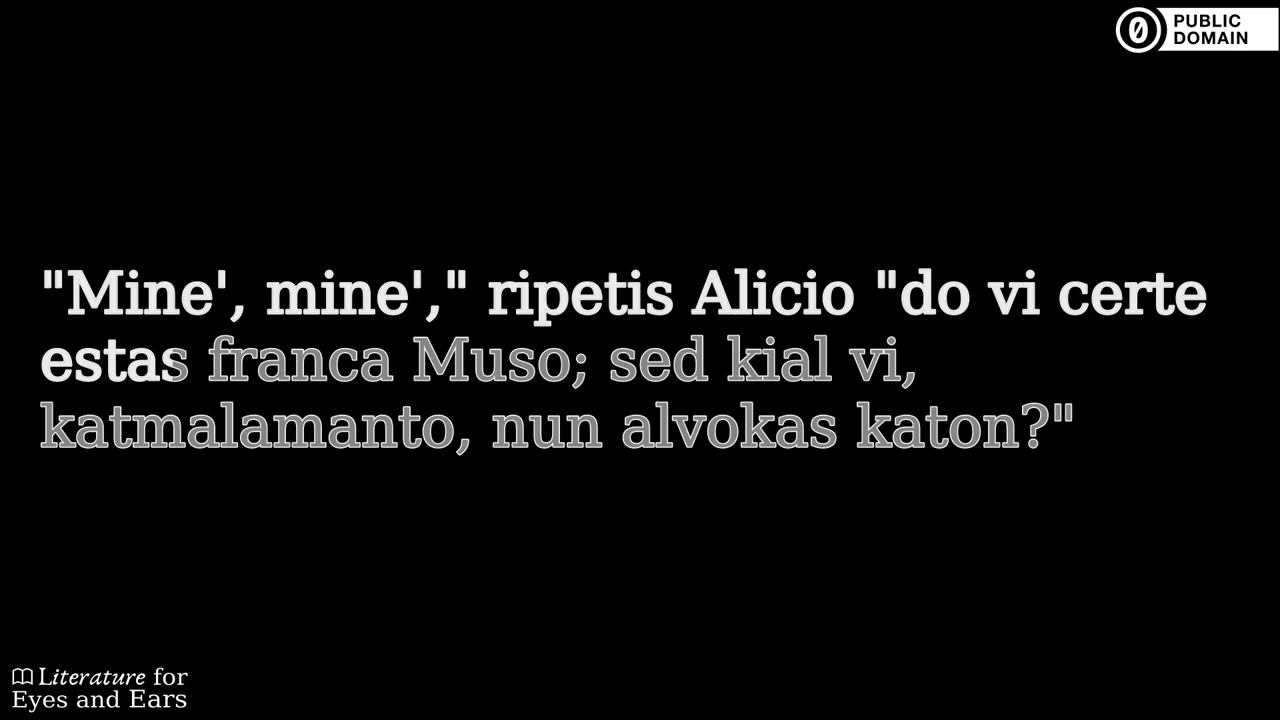 PUBLIC
DOMAIN
"Mine', mine'," ripetis Alicio "do vi certe
estas franca Muso; sed kial vi,
katmalamanto, nun alvokas katon?"
Literature for
Eyes and Ears